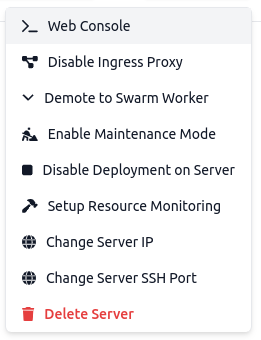 Web Console
Disable Ingress Proxy
Demote to Swarm Worker
Enable Maintenance Mode
Disable Deployment on Server
Setup Resource Monitoring
Change Server IP
Change Server SSH Port
Delete Server